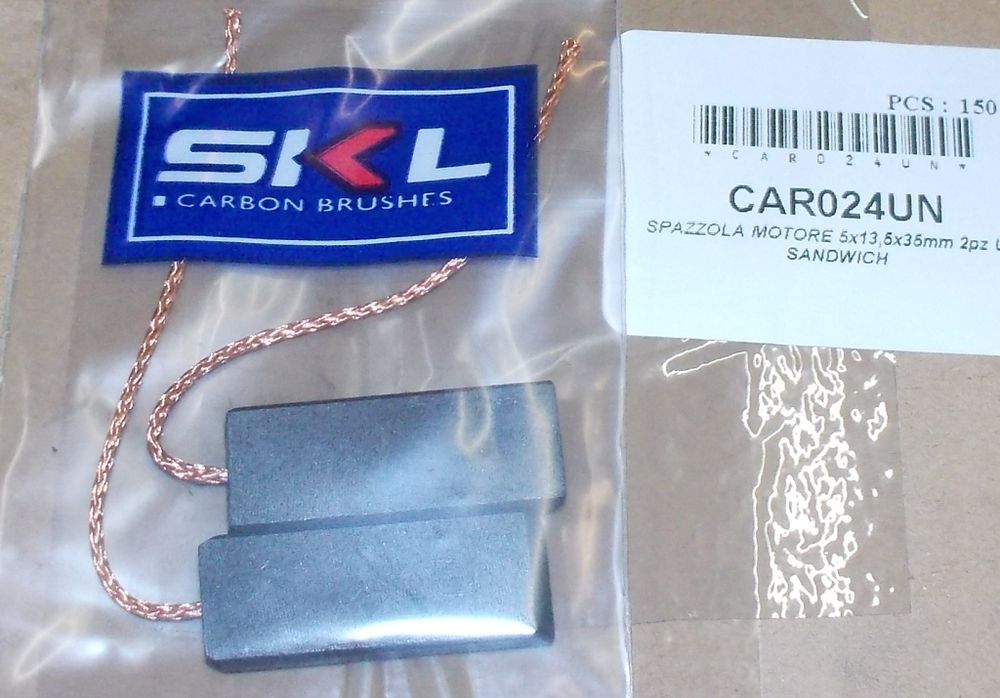 SKL
CARBON BRUSHES
PCS : 150
*CAR024UN*
CAR024UN
SPAZZOLA MOTORE 5x13,5x35mm 2pz
SANDWICH